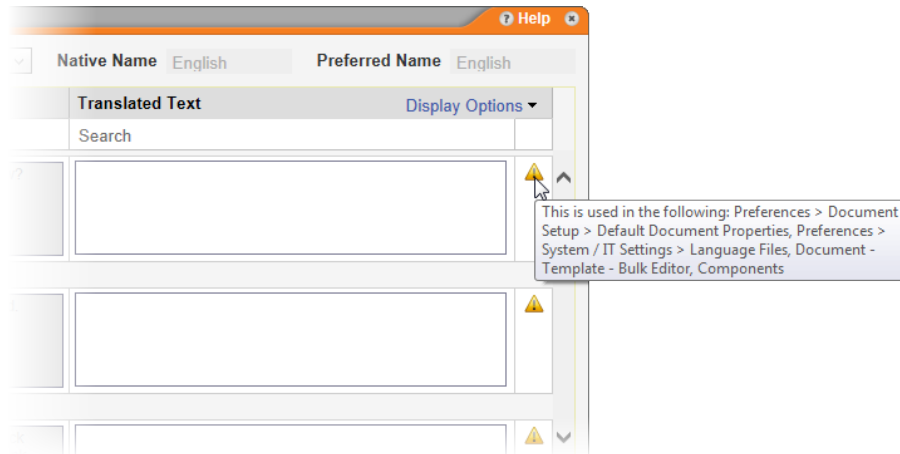 Help
Native Name English Preferred Name English
Translated Text Display Options
Search
This is used in the following: Preferences > Document
Setup > Default Document Properties, Preferences >
System / IT Settings > Language Files, Document -
Template - Bulk Editor, Components